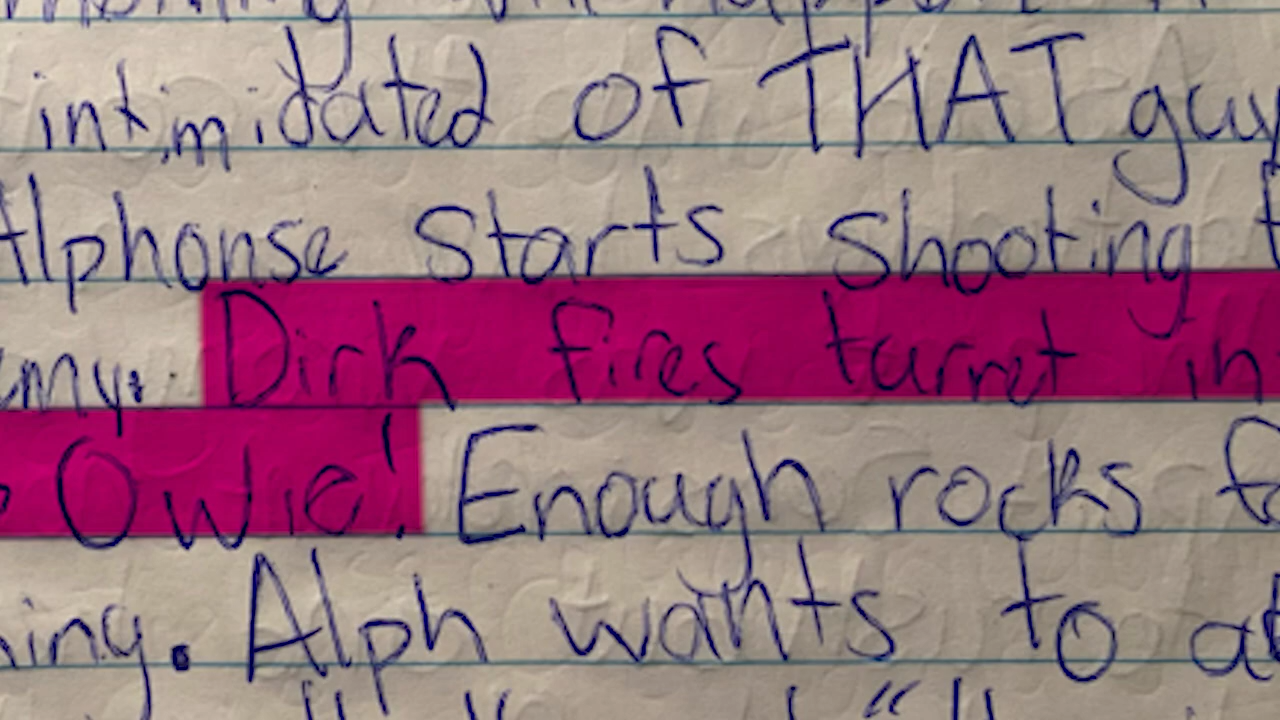 intimidated of THAT guy
Alphonse starts shooting
Dirk fires turret in
Owie! Enough rocks
Alph wants to